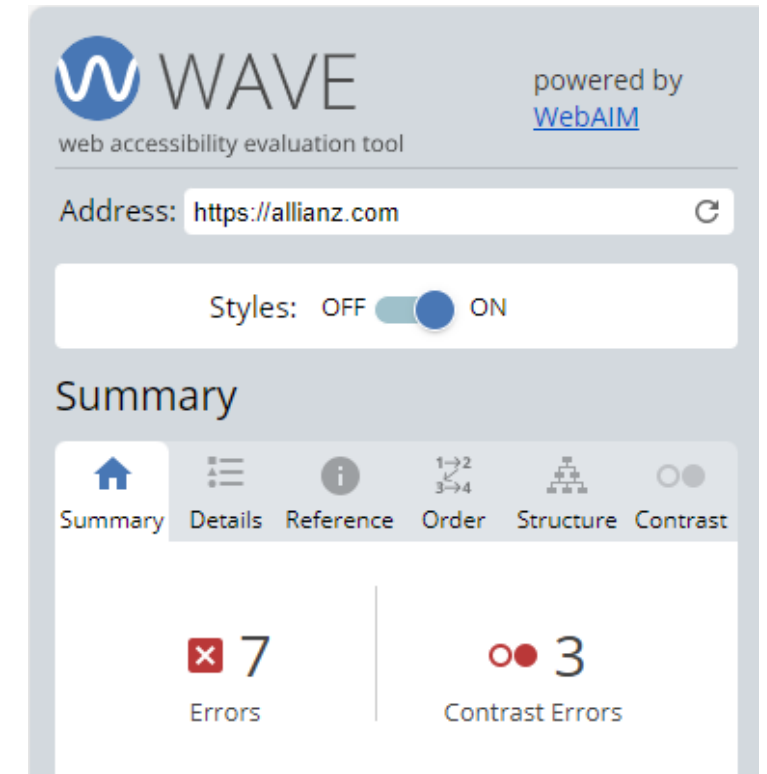 WAVE
powered by
WebAIM
web accessibility evaluation tool
Address: https://allianz.com
Styles: OFF ON
Summary
1→2
3→4
Summary Details Reference Order Structure Contrast
7 3
Errors Contrast Errors